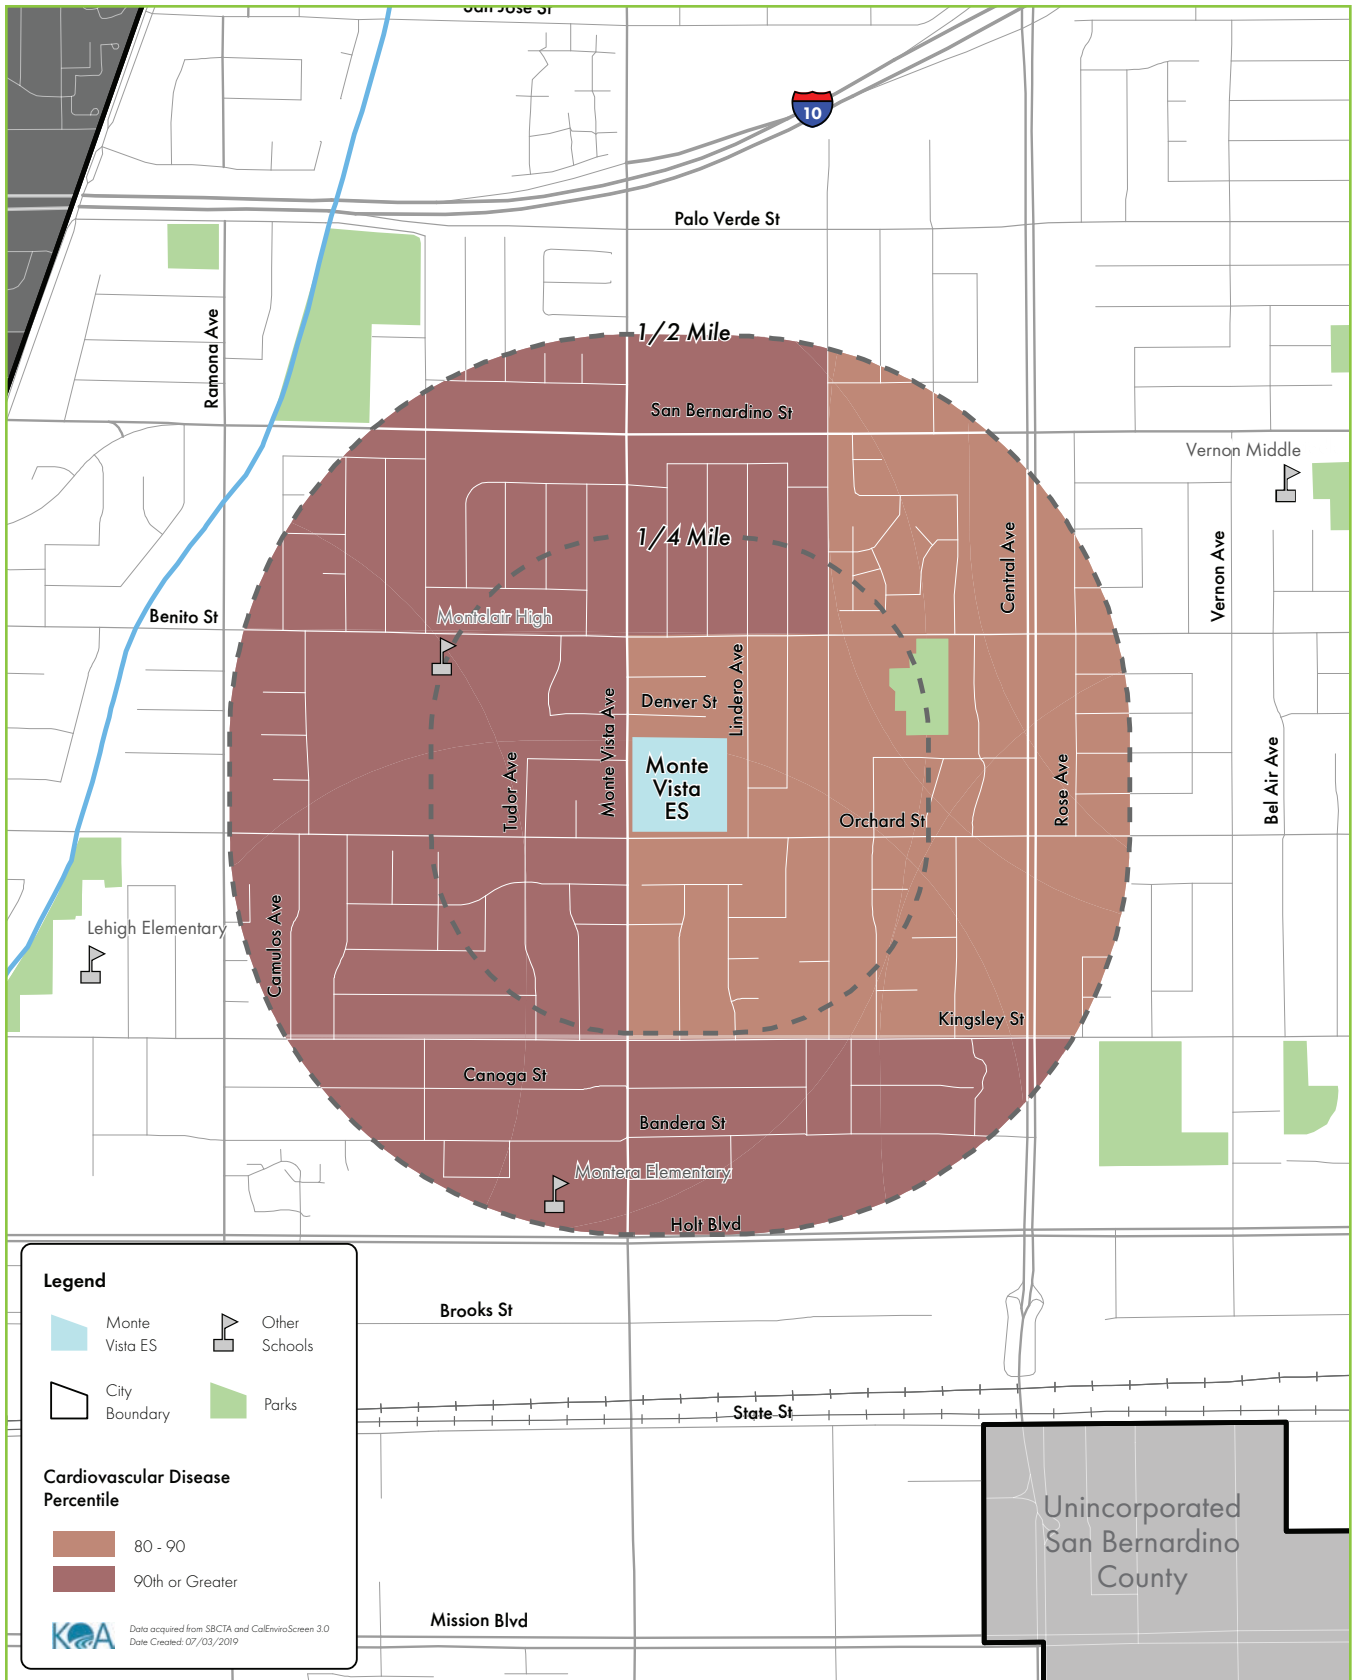 San Jose St
10
Palo Verde St
Ramona Ave
1/2 Mile
San Bernardino St
Vernon Middle
1/4 Mile
Central Ave
Vernon Ave
Benito St
Montclair High
Lindero Ave
Denver St
Monte Vista Ave
Tudor Ave
Monte
Vista
ES
Orchard St
Rose Ave
Bel Air Ave
Lehigh Elementary
Camulos Ave
Kingsley St
Canoga St
Bandera St
Montera Elementary
Holt Blvd
Brooks St
State St
Mission Blvd
Unincorporated
San Bernardino
County
Legend
Monte
Vista ES
Other
Schools
City
Boundary
Parks
Cardiovascular Disease
Percentile
80 - 90
90th or Greater
KOA
Data acquired from SBCTA and CalEnviroScreen 3.0
Date Created: 07/03/2019